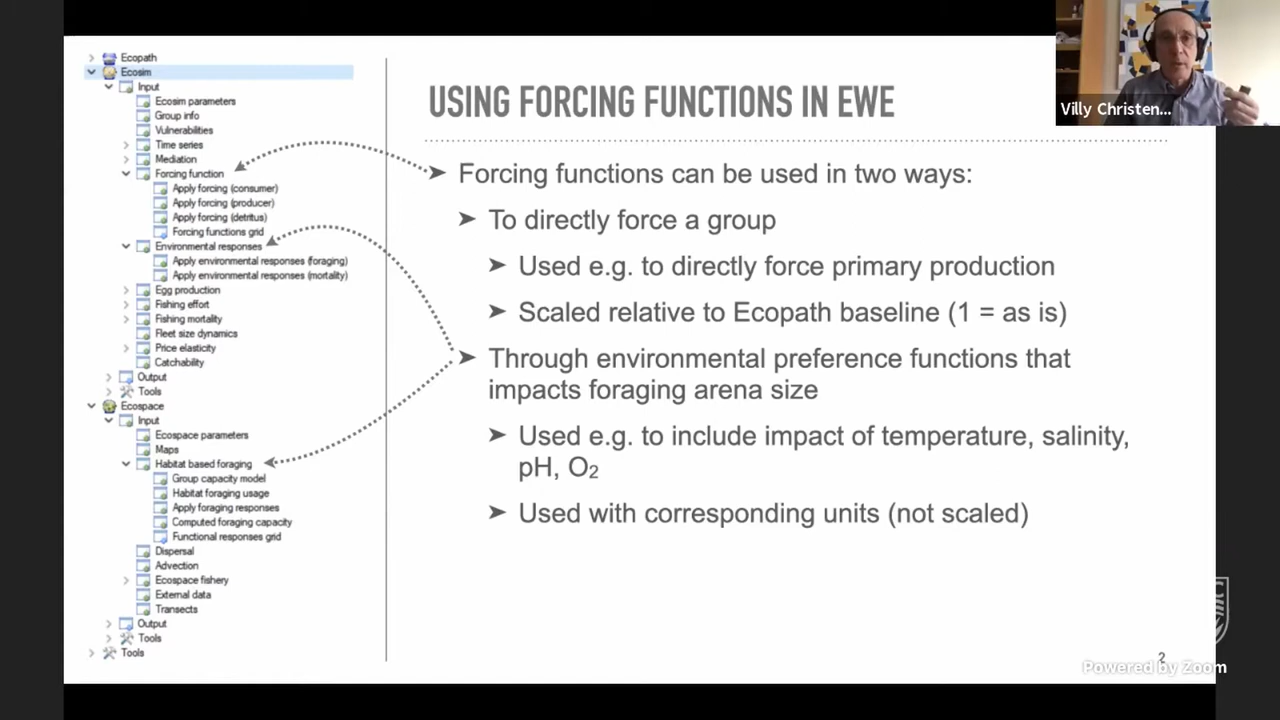 Ecopath
Ecosim
Input
Ecosim parameters
Group info
Vulnerabilities
Time series
Mediation
Forcing function
Apply forcing (consumer)
Apply forcing (producer)
Apply forcing (detritus)
Forcing functions grid
Environmental responses
Apply environmental responses (foraging)
Apply environmental responses (mortality)
Egg production
Fishing effort
Fishing mortality
Fleet size dynamics
Price elasticity
Catchability
Output
Tools
Ecospace
Input
Ecospace parameters
Maps
Habitat based foraging
Group capacity model
Habitat foraging usage
Apply foraging responses
Computed foraging capacity
Functional responses grid
Dispersal
Advection
Ecospace fishery
External data
Transects
Output
Tools
Tools
USING FORCING FUNCTIONS IN EWE
Forcing functions can be used in two ways:
To directly force a group
Used e.g. to directly force primary production
Scaled relative to Ecopath baseline (1 = as is)
Through environmental preference functions that
impacts foraging arena size
Used e.g. to include impact of temperature, salinity,
pH, O₂
Used with corresponding units (not scaled)
Villy Christen...
UBC
2
Powered by Zoom